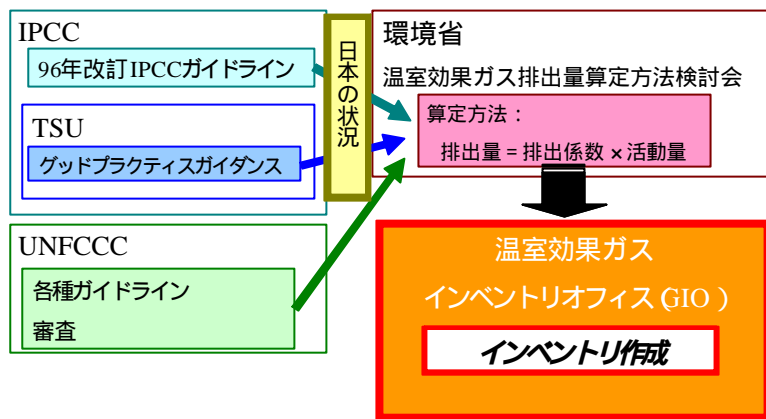 IPCC
96年改訂IPCCガイドライン
TSU
グッドプラクティスガイダンス
UNFCCC
各種ガイドライン
審査
日本の状況
環境省
温室効果ガス排出量算定方法検討会
算定方法：
排出量＝排出係数×活動量
温室効果ガス
インベントリオフィス(GIO)
インベントリ作成